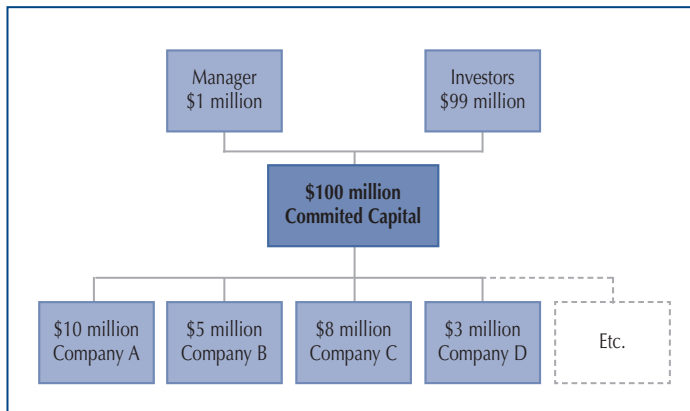 Manager
$1 million
Investors
$99 million
$100 million
Commited Capital
$10 million
Company A
$5 million
Company B
$8 million
Company C
$3 million
Company D
Etc.